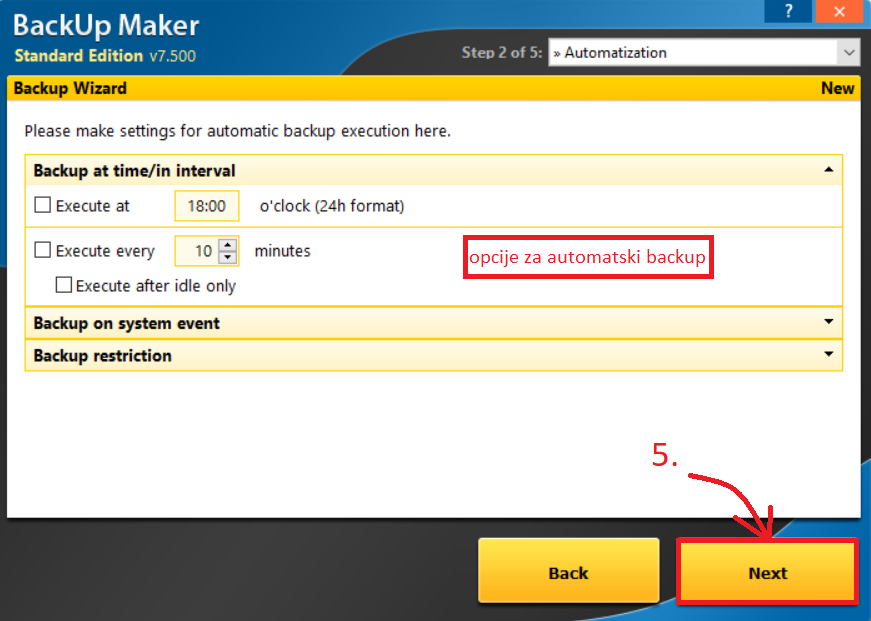 BackUp Maker
Standard Edition v7.500
?
Step 2 of 5: » Automatization
Backup Wizard New
Please make settings for automatic backup execution here.
Backup at time/in interval
Execute at 18:00 o'clock (24h format)
Execute every 10 minutes
opcije za automatski backup
Execute after idle only
Backup on system event
Backup restriction
5.
Back Next